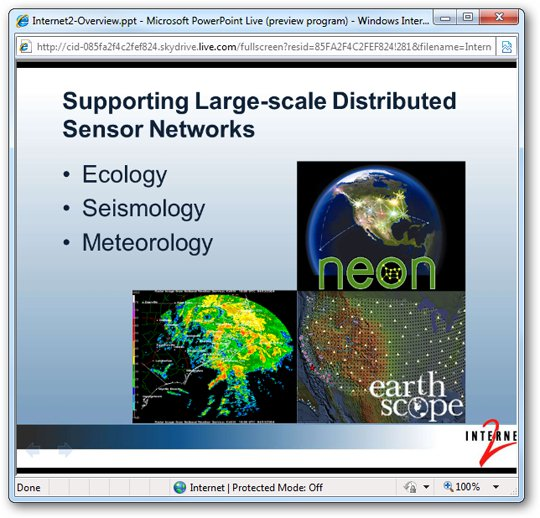 Internet2-Overview.ppt - Microsoft PowerPoint Live (preview program) - Windows Inter...
http://cid-085fa2f4c2fef824.skydrive.live.com/fullscreen?resid=85FA2F4C2FEF824!281&filename=Intern
Supporting Large-scale Distributed
Sensor Networks
• Ecology
• Seismology
• Meteorology
neon
earth
scope
INTERNE
2
Done
Internet | Protected Mode: Off
100%